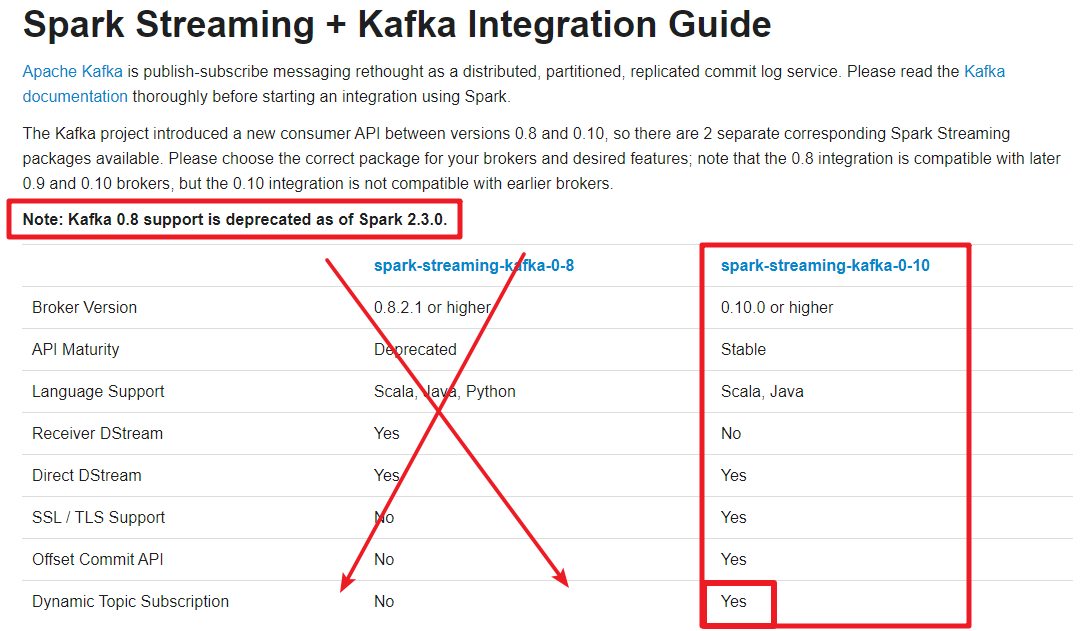 Spark Streaming + Kafka Integration Guide
Apache Kafka is publish-subscribe messaging rethought as a distributed, partitioned, replicated commit log service. Please read the Kafka
documentation thoroughly before starting an integration using Spark.
The Kafka project introduced a new consumer API between versions 0.8 and 0.10, so there are 2 separate corresponding Spark Streaming
packages available. Please choose the correct package for your brokers and desired features; note that the 0.8 integration is compatible with later
0.9 and 0.10 brokers, but the 0.10 integration is not compatible with earlier brokers.
Note: Kafka 0.8 support is deprecated as of Spark 2.3.0.
spark-streaming-kafka-0-8 spark-streaming-kafka-0-10
Broker Version 0.8.2.1 or higher 0.10.0 or higher
API Maturity Deprecated Stable
Language Support Scala, Java, Python Scala, Java
Receiver DStream Yes No
Direct DStream Yes Yes
SSL / TLS Support No Yes
Offset Commit API No Yes
Dynamic Topic Subscription No Yes